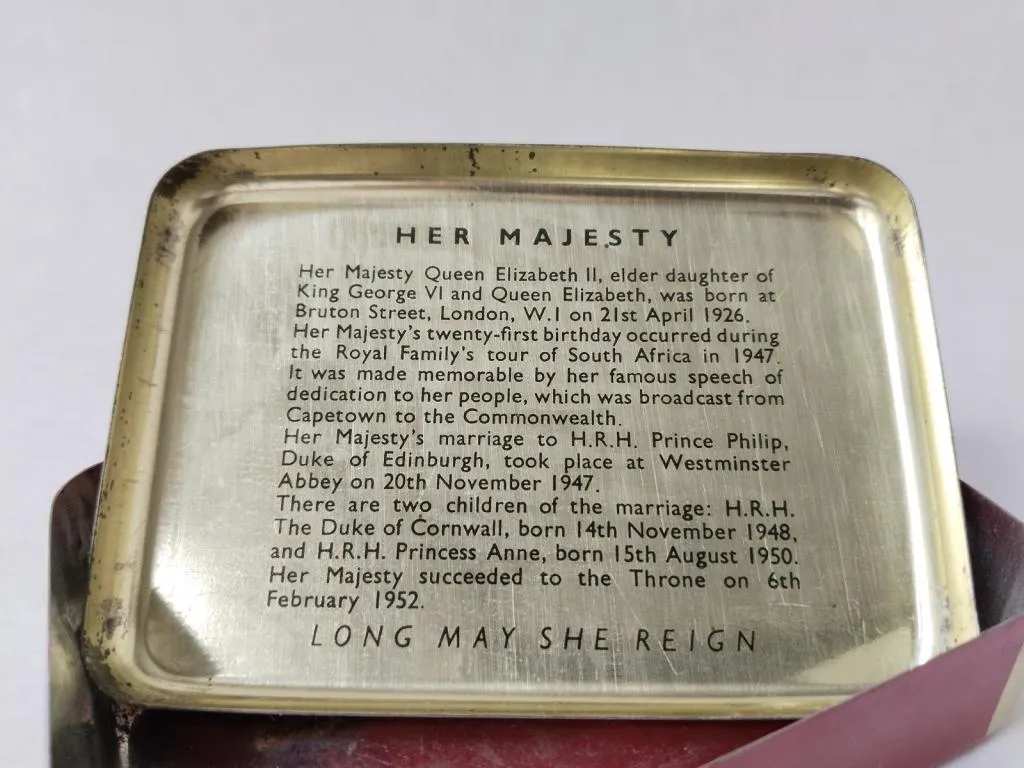 HER MAJESTY
Her Majesty Queen Elizabeth II, elder daughter of
King George VI and Queen Elizabeth, was born at
Bruton Street, London, W.1 on 21st April 1926.
Her Majesty's twenty-first birthday occurred during
the Royal Family's tour of South Africa in 1947.
It was made memorable by her famous speech of
dedication to her people, which was broadcast from
Capetown to the Commonwealth.
Her Majesty's marriage to H.R.H. Prince Philip,
Duke of Edinburgh, took place at Westminster
Abbey on 20th November 1947.
There are two children of the marriage: H.R.H.
The Duke of Cornwall, born 14th November 1948,
and H.R.H. Princess Anne, born 15th August 1950.
Her Majesty succeeded to the Throne on 6th
February 1952.
LONG MAY SHE REIGN